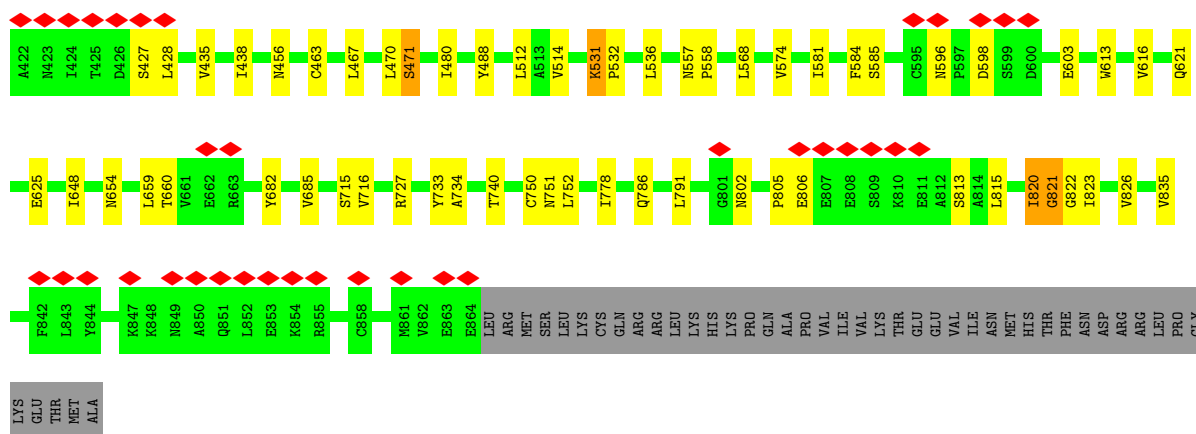 A422 N423 I424 T425 D426 S427 L428 V435 I438 N456 C463 L467 L470 S471 I480 Y488 L512 A513 V514 K531 P532 L536 N557 P558 L568 V574 I581 F584 S585 C595 N596 P597 D598 S599 D600 E603 W613 V616 Q621
E625 I648 N654 L659 T660 V661 E662 R663 Y682 V685 S715 V716 R727 Y733 A734 T740 C750 N751 L752 I778 Q786 L791 G801 N802 P805 E806 E807 E808 S809 K810 E811 A812 S813 A814 L815 I820 G821 G822 I823 V826 V835
F842 L843 Y844 K847 K848 N849 A850 Q851 L852 E853 K854 R855 C858 M861 V862 E863 E864 LEU ARG MET SER LEU LYS CYS GLN ARG ARG LEU LYS HIS LYS PRO GLN ALA PRO VAL ILE VAL LYS THR GLU GLU VAL ILE ASN MET HIS THR PHE ASN ASP ARG ARG LEU PRO GLY
LYS GLU THR MET ALA